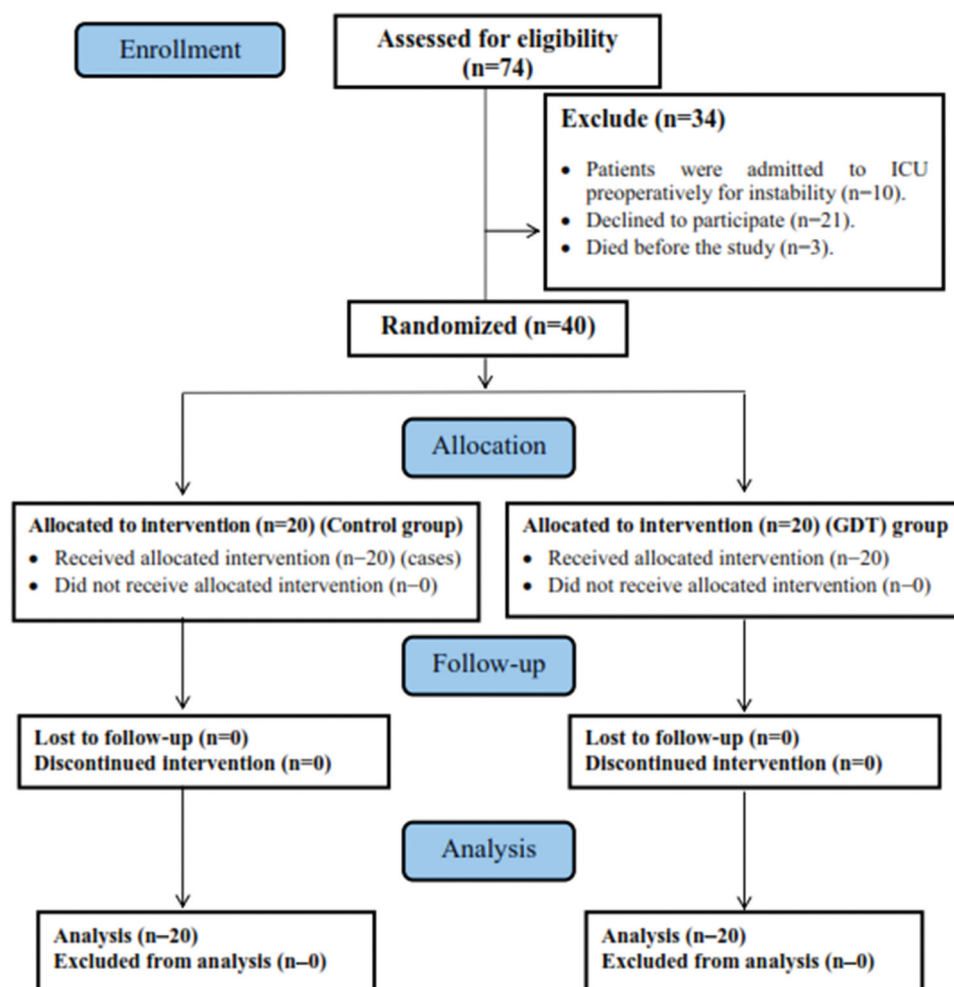 Enrollment
Assessed for eligibility
(n=74)
Exclude (n=34)
• Patients were admitted to ICU
preoperatively for instability (n−10).
• Declined to participate (n−21).
• Died before the study (n−3).
Randomized (n=40)
Allocation
Allocated to intervention (n=20) (Control group)
• Received allocated intervention (n−20) (cases)
• Did not receive allocated intervention (n−0)
Allocated to intervention (n=20) (GDT) group
• Received allocated intervention (n−20)
• Did not receive allocated intervention (n−0)
Follow-up
Lost to follow-up (n=0)
Discontinued intervention (n=0)
Lost to follow-up (n=0)
Discontinued intervention (n=0)
Analysis
Analysis (n–20)
Excluded from analysis (n–0)
Analysis (n–20)
Excluded from analysis (n–0)